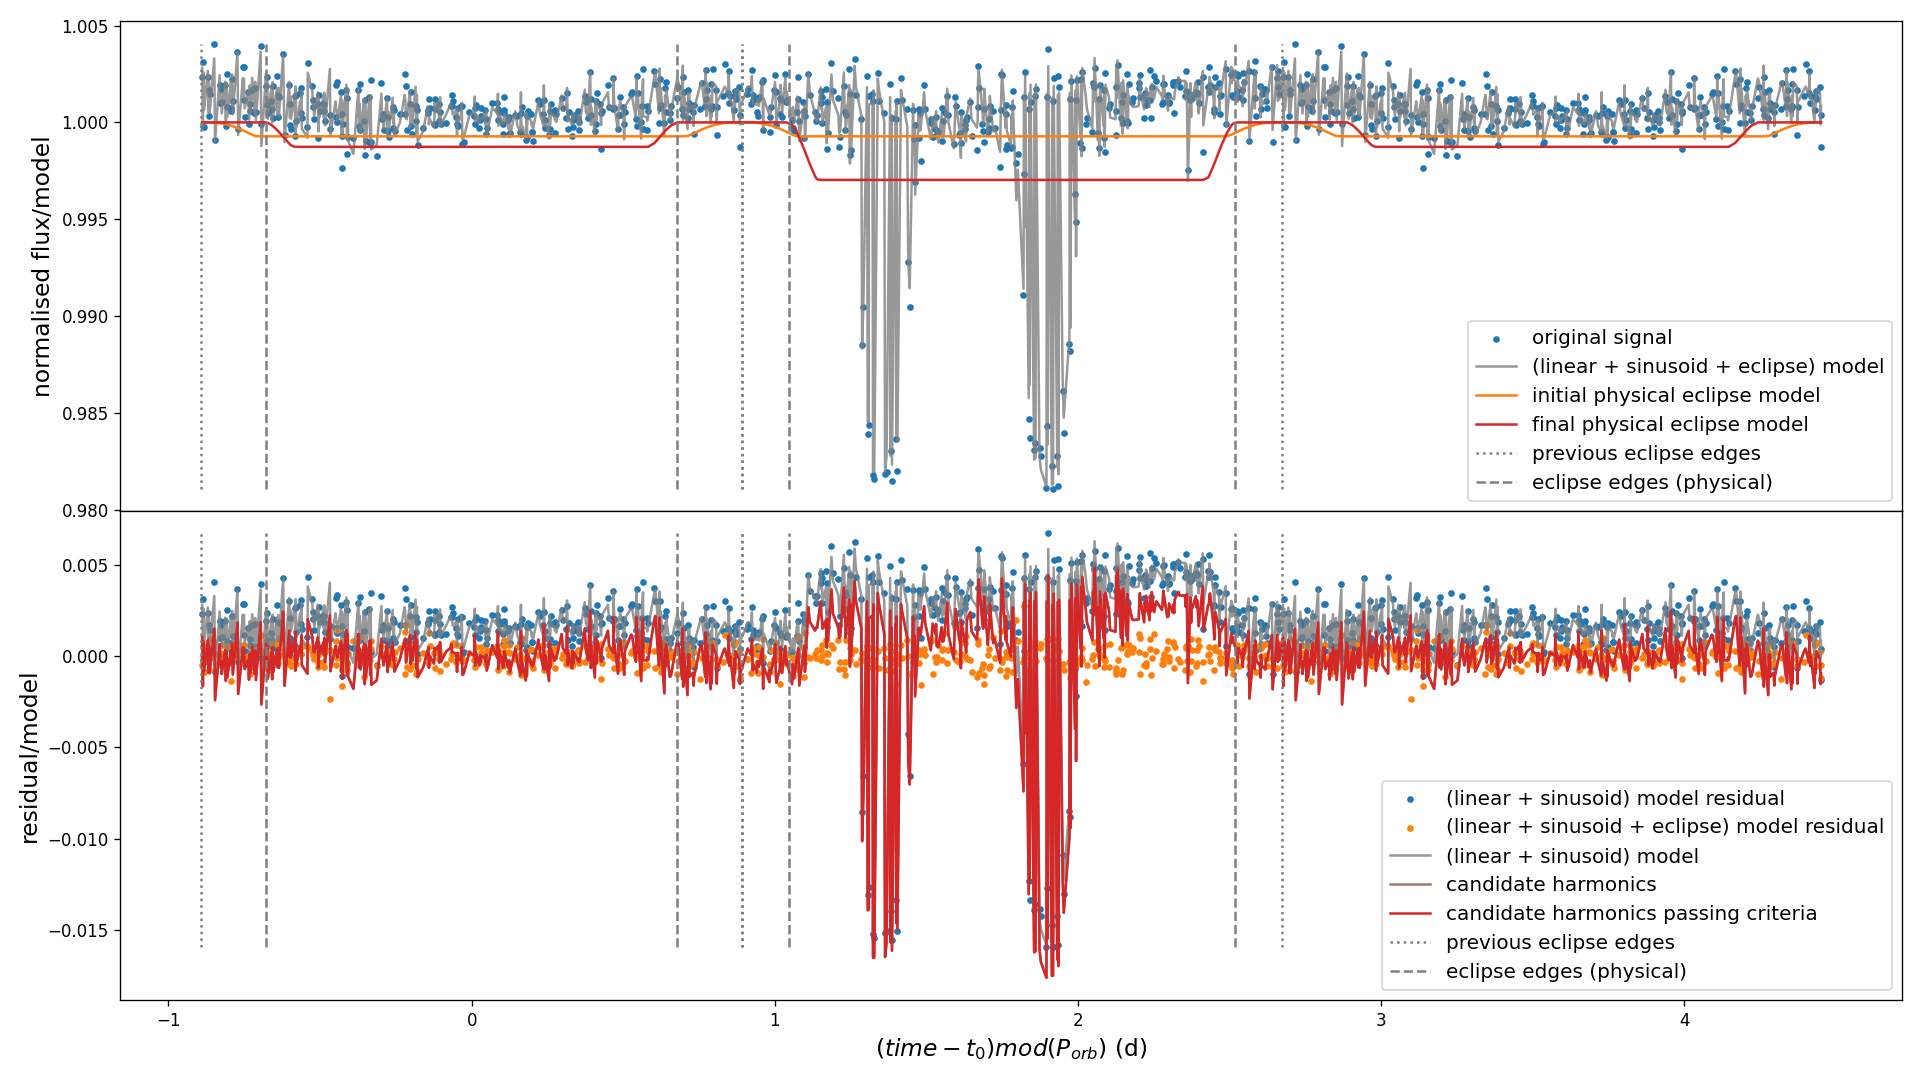 normalised flux/model
1.005
1.000
0.995
0.990
0.985
0.980
original signal
(linear + sinusoid + eclipse) model
initial physical eclipse model
final physical eclipse model
previous eclipse edges
eclipse edges (physical)
residual/model
0.005
0.000
−0.005
−0.010
−0.015
(linear + sinusoid) model residual
(linear + sinusoid + eclipse) model residual
(linear + sinusoid) model
candidate harmonics
candidate harmonics passing criteria
previous eclipse edges
eclipse edges (physical)
−1 0 1 2 3 4
(time − t₀)mod(P_orb) (d)